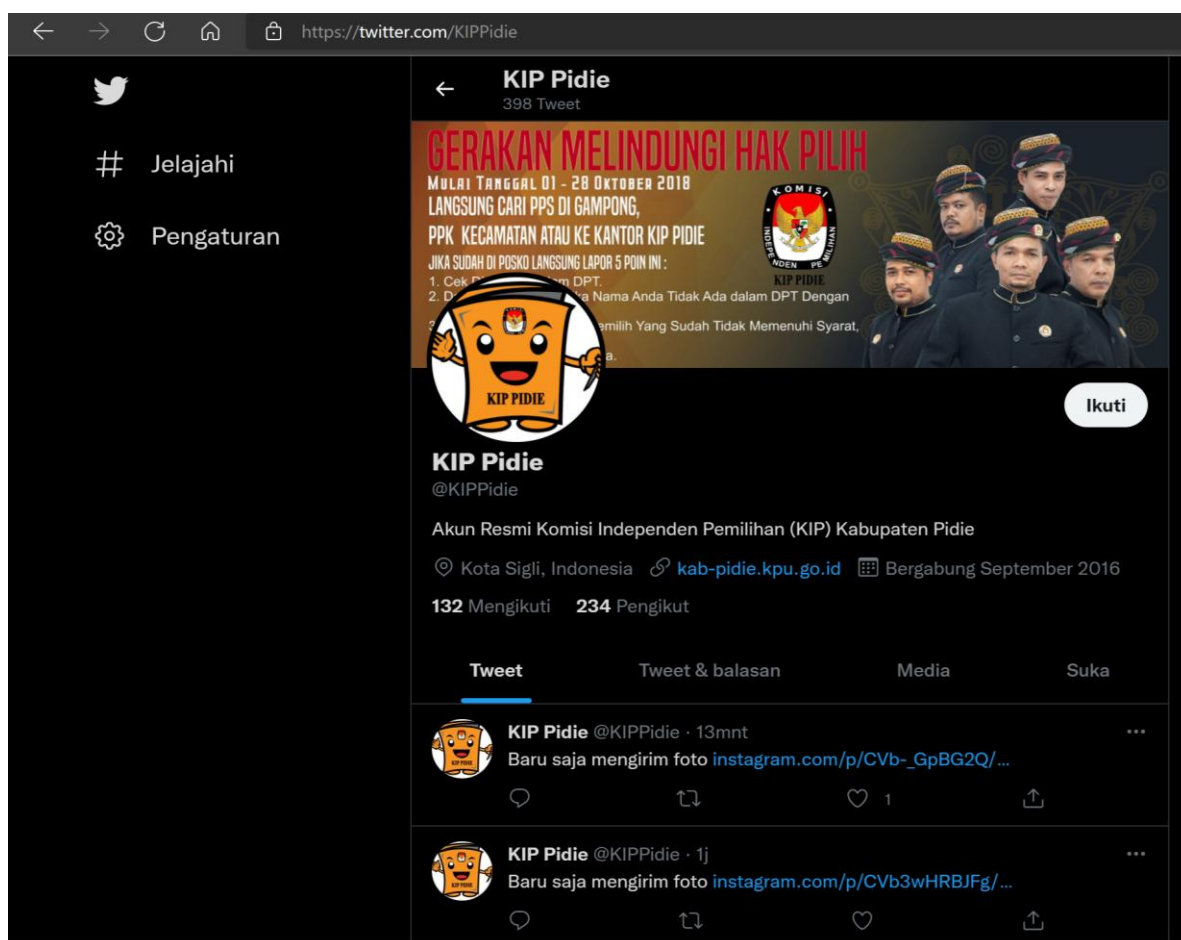 https://twitter.com/KIPPidie
KIP Pidie
398 Tweet
Jelajahi
Pengaturan
GERAKAN MELINDUNGI HAK PILIH
MULAI TANGGAL 01 - 28 OKTOBER 2018
LANGSUNG CARI PPS DI GAMPONG,
PPK KECAMATAN ATAU KE KANTOR KIP PIDIE
JIKA SUDAH DI POSKO LANGSUNG LAPOR 5 POIN INI :
1. Cek DPT.
2. Nama Anda Tidak Ada dalam DPT Dengan
Yang Sudah Tidak Memenuhi Syarat,
KOMISI
INDEPENDEN PEMILIHAN
KIP PIDIE
KIP PIDIE
Ikuti
KIP Pidie
@KIPPidie
Akun Resmi Komisi Independen Pemilihan (KIP) Kabupaten Pidie
Kota Sigli, Indonesia kab-pidie.kpu.go.id Bergabung September 2016
132 Mengikuti 234 Pengikut
Tweet Tweet & balasan Media Suka
KIP Pidie @KIPPidie · 13mnt
Baru saja mengirim foto instagram.com/p/CVb-_GpBG2Q/...
1
KIP Pidie @KIPPidie · 1j
Baru saja mengirim foto instagram.com/p/CVb3wHRBJFg/...